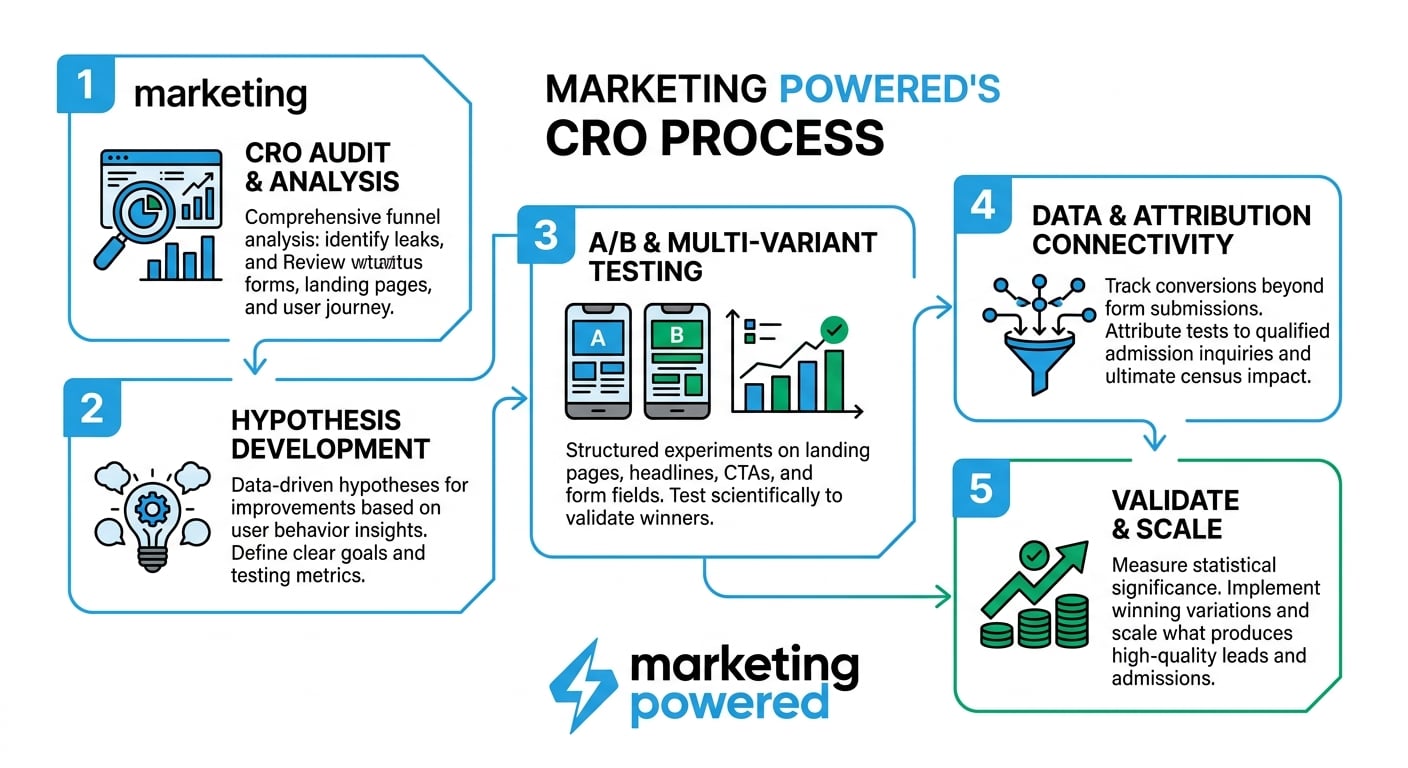 MARKETING POWERED'S
CRO PROCESS
1
marketing
CRO AUDIT
& ANALYSIS
Comprehensive funnel
analysis: identify leaks,
and Review
forms, landing pages,
and user journey.
2
HYPOTHESIS
DEVELOPMENT
Data-driven hypotheses for
improvements based on
user behavior insights.
Define clear goals and
testing metrics.
3
A/B & MULTI-VARIANT
TESTING
A
B
Structured experiments on landing
pages, headlines, CTAs, and
form fields. Test scientifically to
validate winners.
4
DATA & ATTRIBUTION
CONNECTIVITY
Track conversions beyond
form submissions.
Attribute tests to qualified
admission inquiries and
ultimate census impact.
5
VALIDATE
& SCALE
Measure statistical
significance. Implement
winning variations and
scale what produces
high-quality leads and
admissions.
marketing
powered